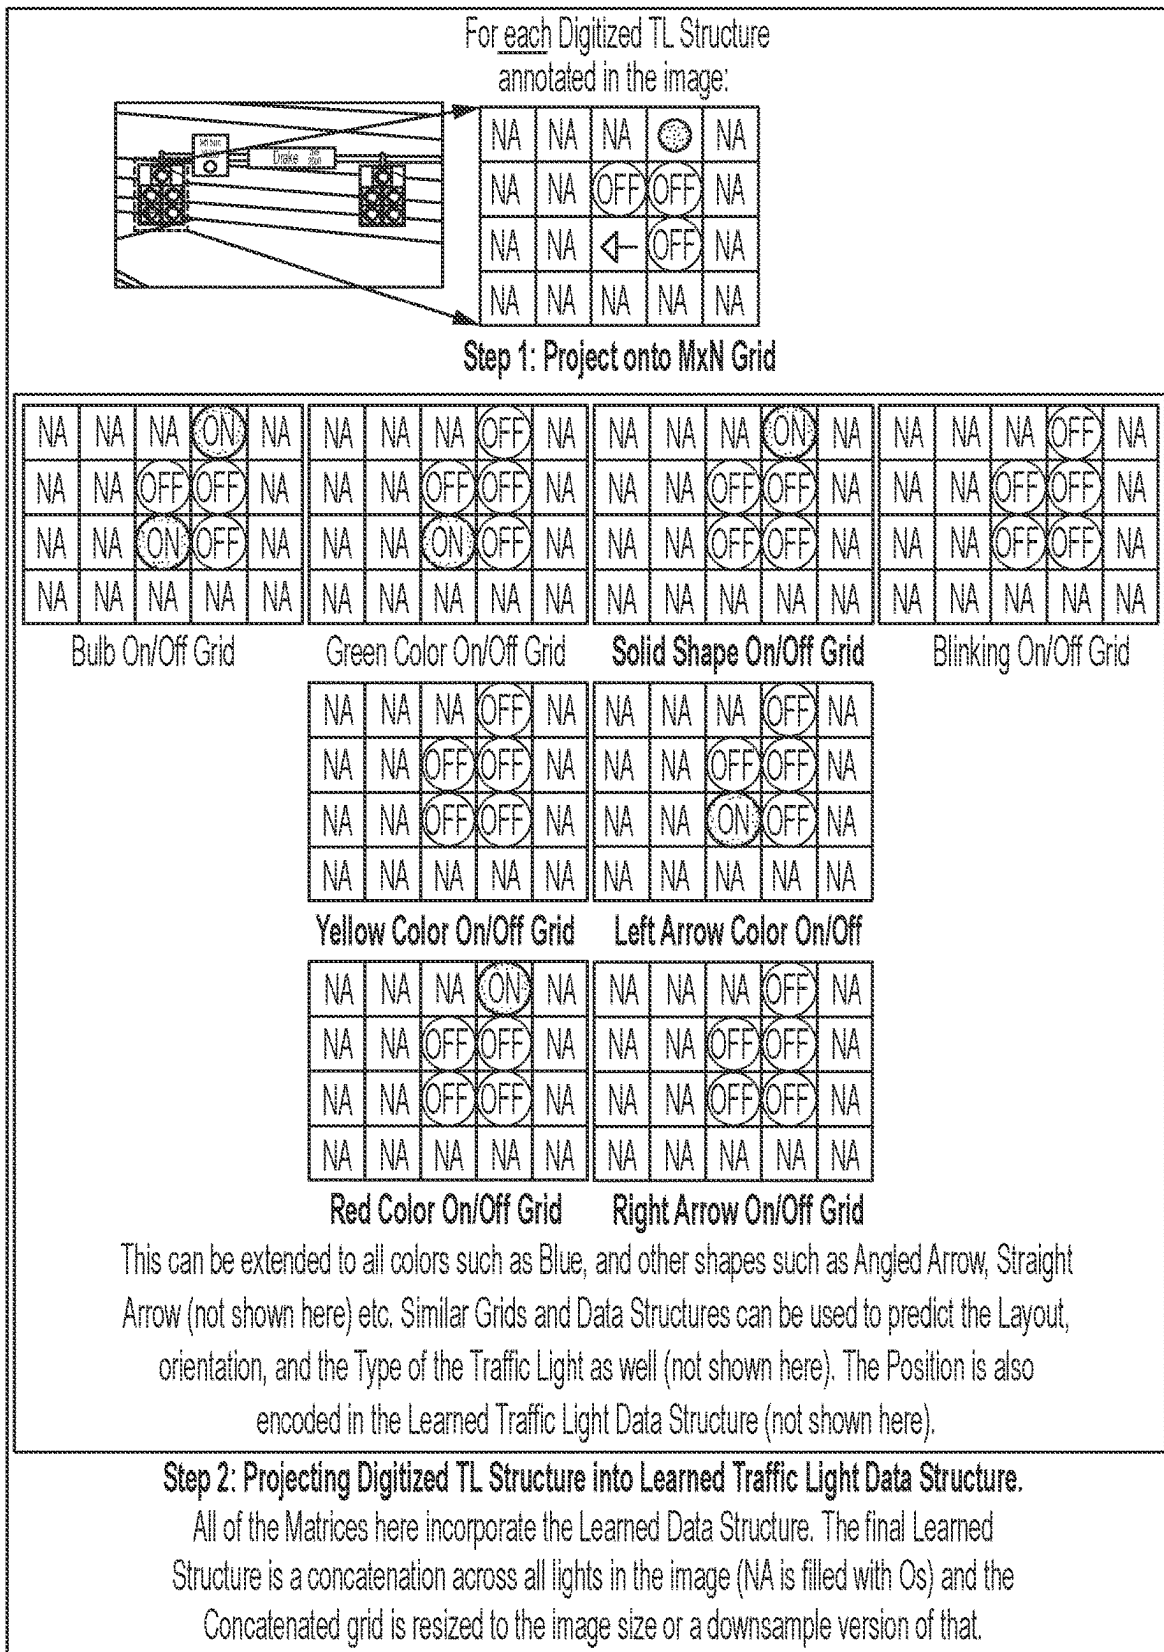 For each Digitized TL Structure
annotated in the image:
Drake
NA NA NA NA
NA NA OFF OFF NA
NA NA OFF NA
NA NA NA NA NA
Step 1: Project onto MxN Grid
NA NA NA ON NA NA NA NA OFF NA NA NA NA ON NA NA NA NA OFF NA
NA NA OFF OFF NA NA NA OFF OFF NA NA NA OFF OFF NA NA NA OFF OFF NA
NA NA ON OFF NA NA NA ON OFF NA NA NA OFF OFF NA NA NA OFF OFF NA
NA NA NA NA NA NA NA NA NA NA NA NA NA NA NA NA NA NA NA NA
Bulb On/Off Grid Green Color On/Off Grid Solid Shape On/Off Grid Blinking On/Off Grid
NA NA NA OFF NA NA NA NA OFF NA
NA NA OFF OFF NA NA NA OFF OFF NA
NA NA OFF OFF NA NA NA ON OFF NA
NA NA NA NA NA NA NA NA NA NA
Yellow Color On/Off Grid Left Arrow Color On/Off
NA NA NA ON NA NA NA NA OFF NA
NA NA OFF OFF NA NA NA OFF OFF NA
NA NA OFF OFF NA NA NA OFF OFF NA
NA NA NA NA NA NA NA NA NA NA
Red Color On/Off Grid Right Arrow On/Off Grid
This can be extended to all colors such as Blue, and other shapes such as Angled Arrow, Straight
Arrow (not shown here) etc. Similar Grids and Data Structures can be used to predict the Layout,
orientation, and the Type of the Traffic Light as well (not shown here). The Position is also
encoded in the Learned Traffic Light Data Structure (not shown here).
Step 2: Projecting Digitized TL Structure into Learned Traffic Light Data Structure.
All of the Matrices here incorporate the Learned Data Structure. The final Learned
Structure is a concatenation across all lights in the image (NA is filled with Os) and the
Concatenated grid is resized to the image size or a downsample version of that.